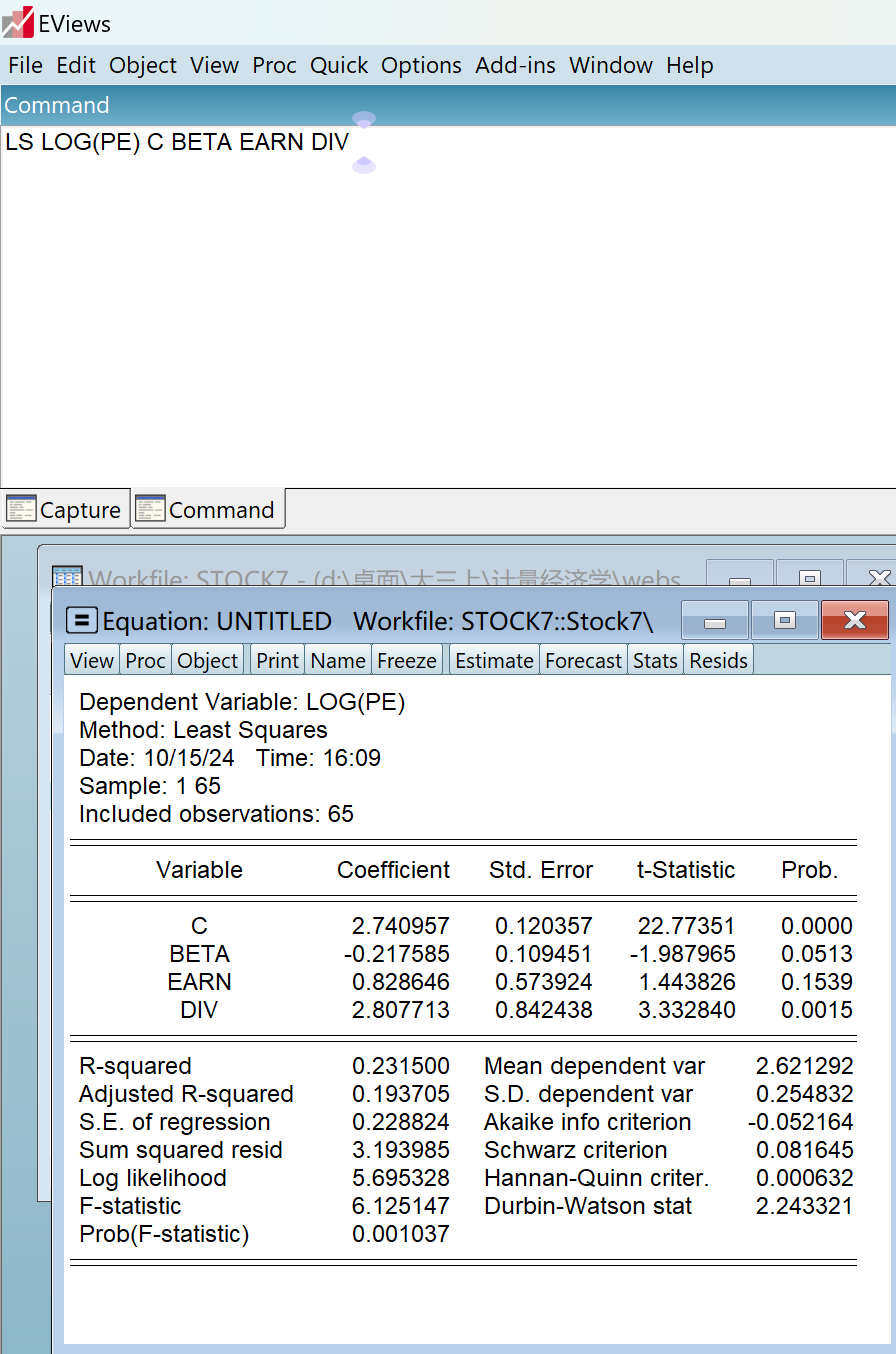 EViews
File Edit Object View Proc Quick Options Add-ins Window Help
Command
LS LOG(PE) C BETA EARN DIV
Capture Command
Workfile: STOCK7 - (d:\桌面\大三上\计量经济学\webs
Equation: UNTITLED Workfile: STOCK7::Stock7\
View Proc Object Print Name Freeze Estimate Forecast Stats Resids
Dependent Variable: LOG(PE)
Method: Least Squares
Date: 10/15/24 Time: 16:09
Sample: 1 65
Included observations: 65
Variable Coefficient Std. Error t-Statistic Prob.
C 2.740957 0.120357 22.77351 0.0000
BETA -0.217585 0.109451 -1.987965 0.0513
EARN 0.828646 0.573924 1.443826 0.1539
DIV 2.807713 0.842438 3.332840 0.0015
R-squared 0.231500 Mean dependent var 2.621292
Adjusted R-squared 0.193705 S.D. dependent var 0.254832
S.E. of regression 0.228824 Akaike info criterion -0.052164
Sum squared resid 3.193985 Schwarz criterion 0.081645
Log likelihood 5.695328 Hannan-Quinn criter. 0.000632
F-statistic 6.125147 Durbin-Watson stat 2.243321
Prob(F-statistic) 0.001037